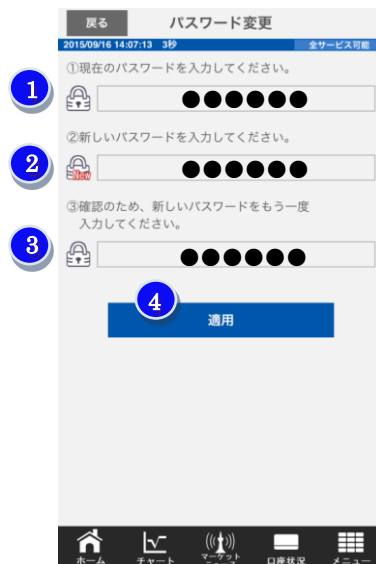 戻る パスワード変更
2015/09/16 14:07:13 3秒 全サービス可能
①現在のパスワードを入力してください。
1
●●●●●●
②新しいパスワードを入力してください。
2
New ●●●●●●
③確認のため、新しいパスワードをもう一度
入力してください。
3
●●●●●●
4
適用
ホーム チャート マーケット ニュース 口座状況 メニュー